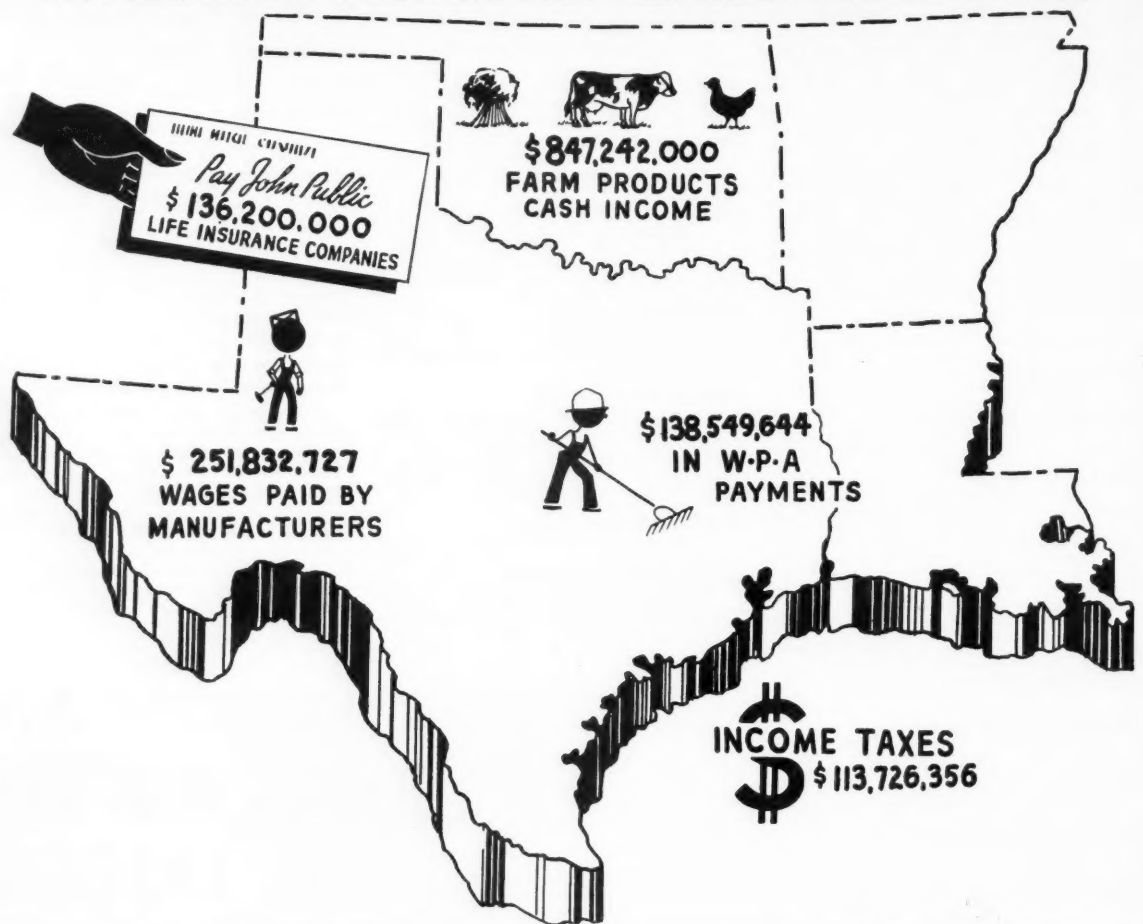 Pay John Public
$136,200.000
LIFE INSURANCE COMPANIES
$847,242.000
FARM PRODUCTS
CASH INCOME
$251,832,727
WAGES PAID BY
MANUFACTURERS
$138,549,644
IN W·P·A
PAYMENTS
INCOME TAXES
$113,726,356